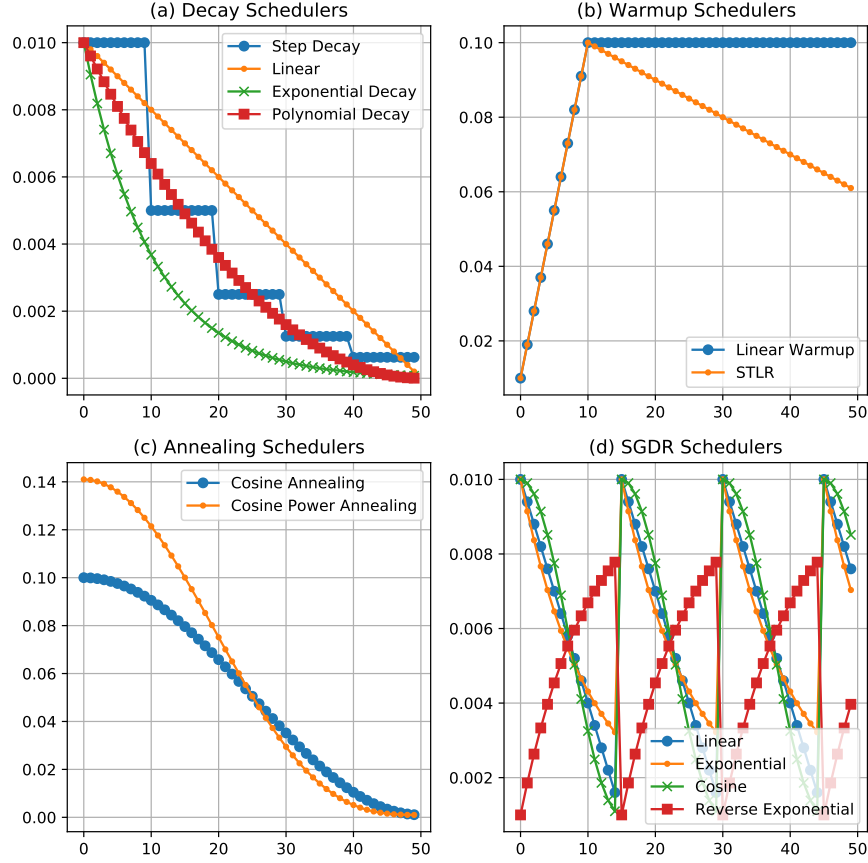 (a) Decay Schedulers
0.010
0.008
0.006
0.004
0.002
0.000
0 10 20 30 40 50
Step Decay
Linear
Exponential Decay
Polynomial Decay
(b) Warmup Schedulers
0.10
0.08
0.06
0.04
0.02
0 10 20 30 40 50
Linear Warmup
STLR
(c) Annealing Schedulers
0.14
0.12
0.10
0.08
0.06
0.04
0.02
0.00
0 10 20 30 40 50
Cosine Annealing
Cosine Power Annealing
(d) SGDR Schedulers
0.010
0.008
0.006
0.004
0.002
0 10 20 30 40 50
Linear
Exponential
Cosine
Reverse Exponential